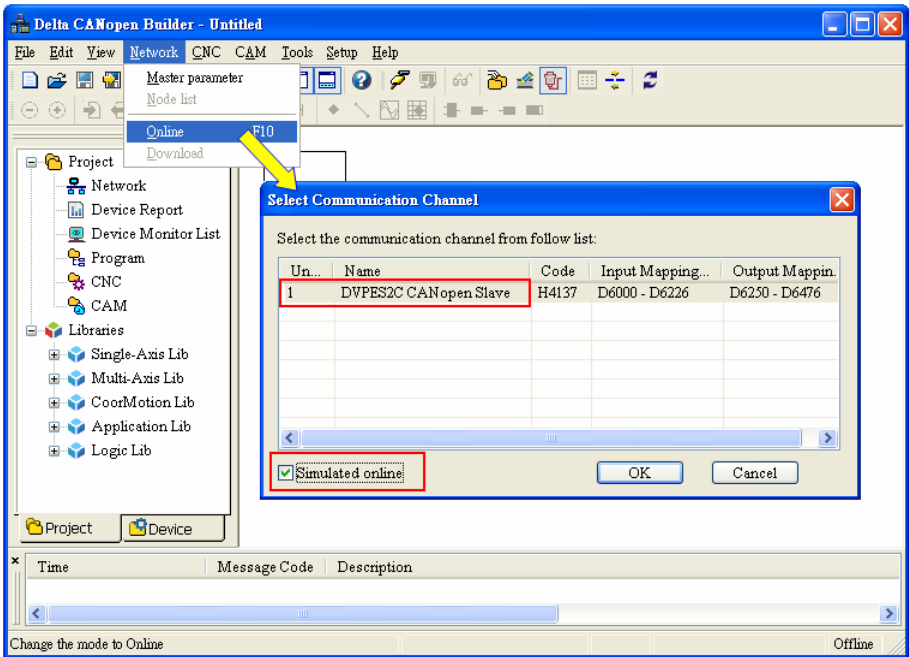 Delta CANopen Builder - Untitled
File Edit View Network CNC CAM Tools Setup Help
Master parameter
Node list
Online F10
Download
Project
Network
Device Report
Device Monitor List
Program
CNC
CAM
Libraries
Single-Axis Lib
Multi-Axis Lib
CoorMotion Lib
Application Lib
Logic Lib
Project Device
Select Communication Channel
Select the communication channel from follow list:
Un... Name Code Input Mapping... Output Mappin.
1 DVPES2C CANopen Slave H4137 D6000 - D6226 D6250 - D6476
Simulated online OK Cancel
Time Message Code Description
Change the mode to Online Offline